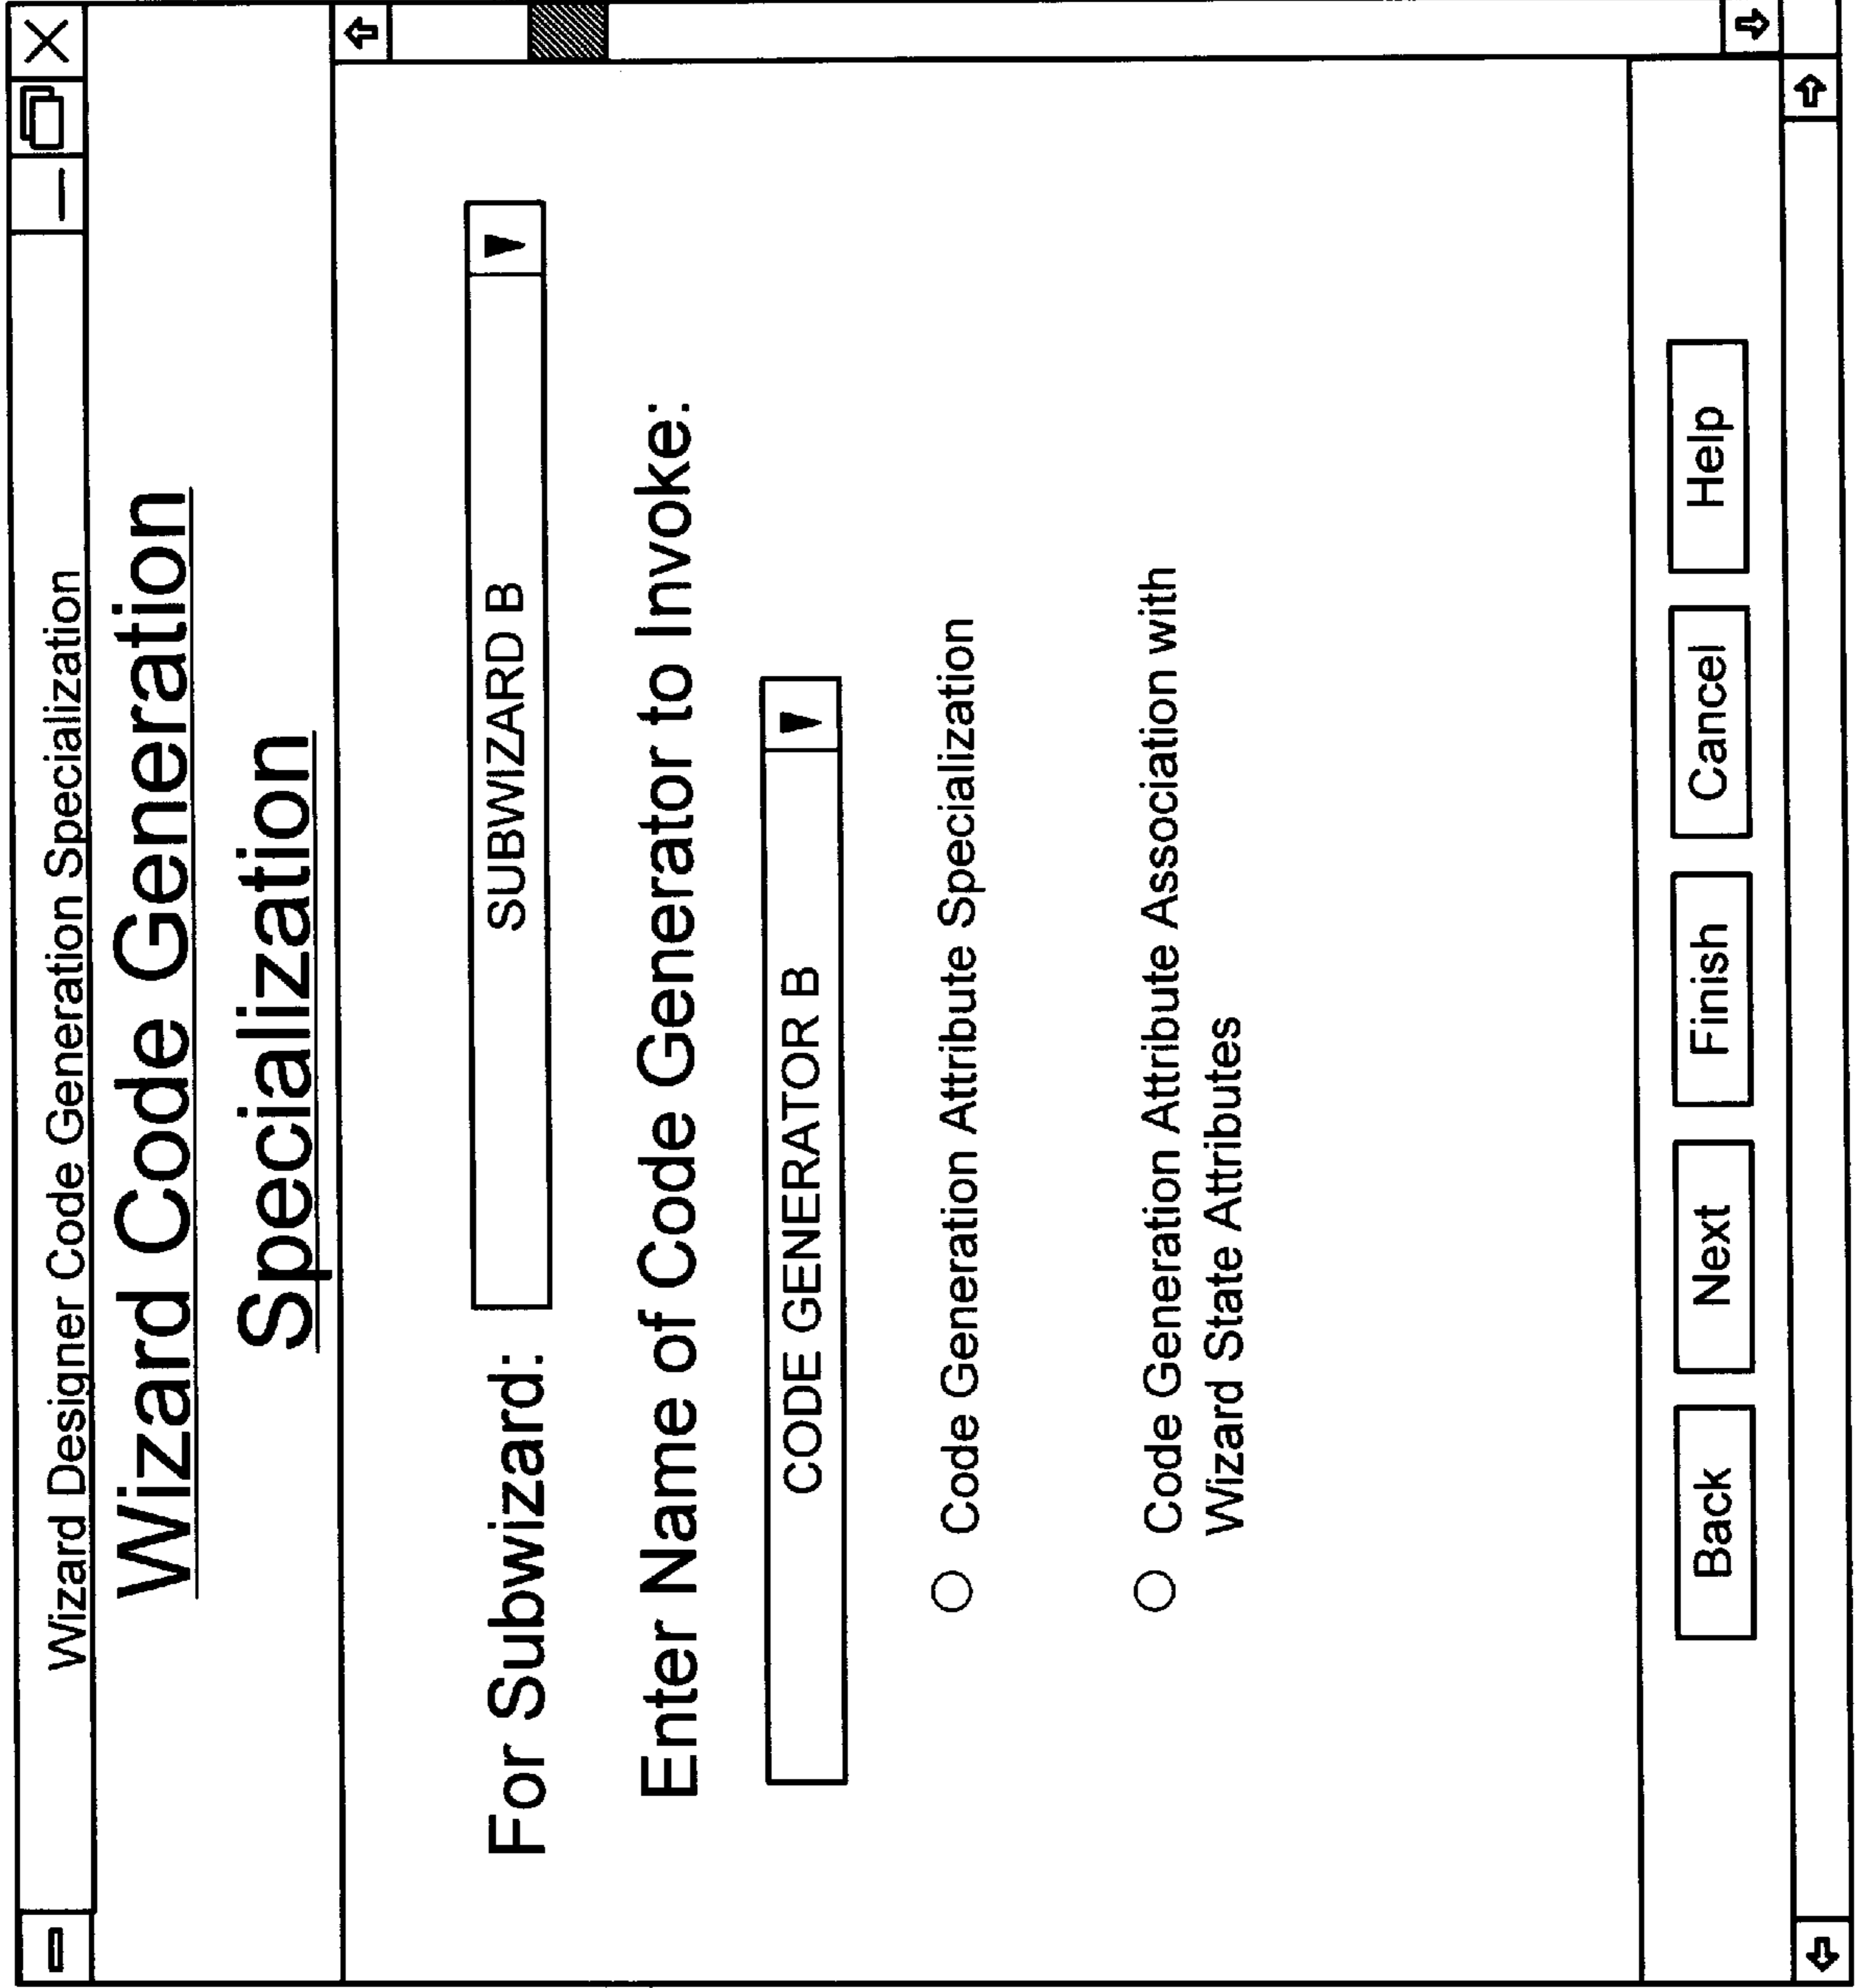 Wizard Designer Code Generation Specialization
Wizard Code Generation
Specialization
For Subwizard: SUBWIZARD B
Enter Name of Code Generator to Invoke:
CODE GENERATOR B
Code Generation Attribute Specialization
Code Generation Attribute Association with
Wizard State Attributes
Back Next Finish Cancel Help